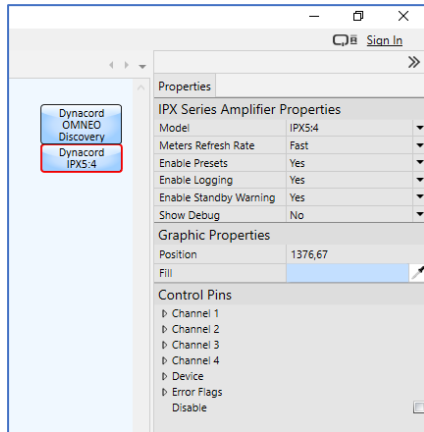 Sign In
Properties
Dynacord
OMNEO
Discovery
Dynacord
IPX5:4
IPX Series Amplifier Properties
Model IPX5:4
Meters Refresh Rate Fast
Enable Presets Yes
Enable Logging Yes
Enable Standby Warning Yes
Show Debug No
Graphic Properties
Position 1376,67
Fill
Control Pins
Channel 1
Channel 2
Channel 3
Channel 4
Device
Error Flags
Disable